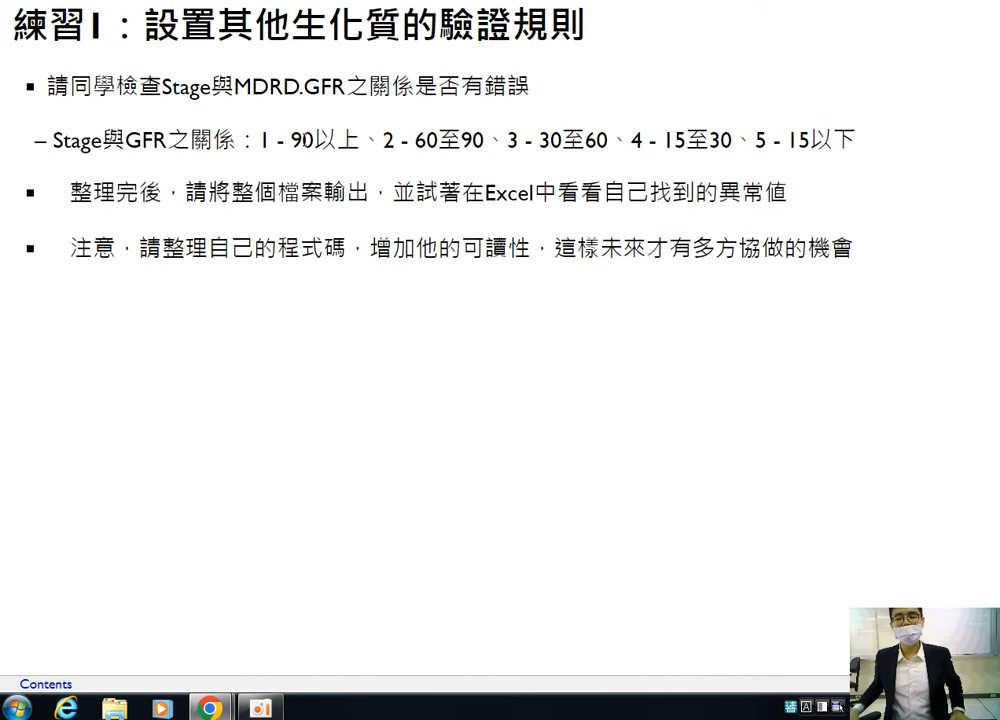 練習1：設置其他生化質的驗證規則
▪ 請同學檢查Stage與MDRD.GFR之關係是否有錯誤
– Stage與GFR之關係：1 - 90以上、2 - 60至90、3 - 30至60、4 - 15至30、5 - 15以下
▪ 整理完後，請將整個檔案輸出，並試著在Excel中看看自己找到的異常值
▪ 注意，請整理自己的程式碼，增加他的可讀性，這樣未來才有多方協做的機會
Contents